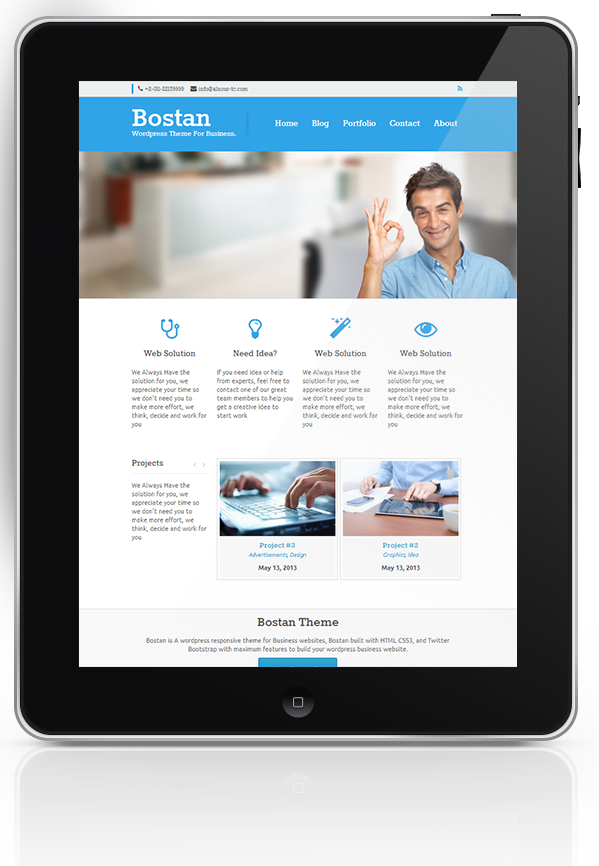 +2-011-22159999 info@alnour-tc.com
Bostan
Wordpress Theme For Business.
Home Blog Portfolio Contact About
Web Solution
We Always Have the
solution for you, we
appreciate your time so
we don't need you to
make more effort, we
think, decide and work for
you
Need Idea?
If you need idea or help
from experts, feel free to
contact one of our great
team members to help you
get a creative idea to
start work
Web Solution
We Always Have the
solution for you, we
appreciate your time so
we don't need you to
make more effort, we
think, decide and work for
you
Web Solution
We Always Have the
solution for you, we
appreciate your time so
we don't need you to
make more effort, we
think, decide and work for
you
Projects
We Always Have the
solution for you, we
appreciate your time so
we don't need you to
make more effort, we
think, decide and work for
you
Project #3
Advertisements, Design
May 13, 2013
Project #2
Graphics, Idea
May 13, 2013
Bostan Theme
Bostan is A wordpress responsive theme for Business websites, Bostan built with HTML CSS3, and Twitter
Bootstrap with maximum features to build your wordpress business website.